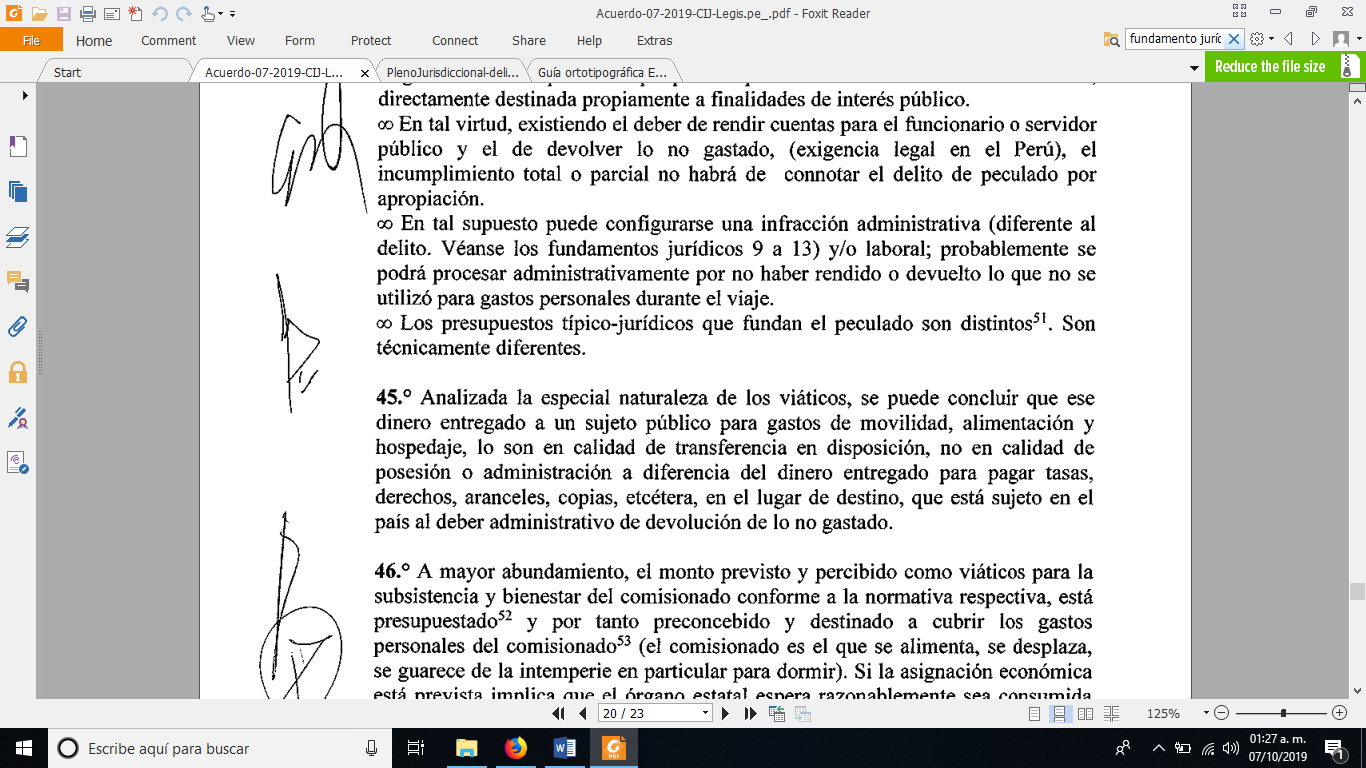 Acuerdo-07-2019-CIJ-Legis.pe_.pdf - Foxit Reader
File Home Comment View Form Protect Connect Share Help Extras
fundamento juríc
Start Acuerdo-07-2019-CIJ-L... PlenoJurisdiccional-deli... Guía ortotipográfica E...
Reduce the file size
directamente destinada propiamente a finalidades de interés público.
∞ En tal virtud, existiendo el deber de rendir cuentas para el funcionario o servidor
público y el de devolver lo no gastado, (exigencia legal en el Perú), el
incumplimiento total o parcial no habrá de connotar el delito de peculado por
apropiación.
∞ En tal supuesto puede configurarse una infracción administrativa (diferente al
delito. Véanse los fundamentos jurídicos 9 a 13) y/o laboral; probablemente se
podrá procesar administrativamente por no haber rendido o devuelto lo que no se
utilizó para gastos personales durante el viaje.
∞ Los presupuestos típico-jurídicos que fundan el peculado son distintos51. Son
técnicamente diferentes.
45.° Analizada la especial naturaleza de los viáticos, se puede concluir que ese
dinero entregado a un sujeto público para gastos de movilidad, alimentación y
hospedaje, lo son en calidad de transferencia en disposición, no en calidad de
posesión o administración a diferencia del dinero entregado para pagar tasas,
derechos, aranceles, copias, etcétera, en el lugar de destino, que está sujeto en el
país al deber administrativo de devolución de lo no gastado.
46.° A mayor abundamiento, el monto previsto y percibido como viáticos para la
subsistencia y bienestar del comisionado conforme a la normativa respectiva, está
presupuestado52 y por tanto preconcebido y destinado a cubrir los gastos
personales del comisionado53 (el comisionado es el que se alimenta, se desplaza,
se guarece de la intemperie en particular para dormir). Si la asignación económica
está prevista implica que el órgano estatal espera razonablemente sea consumida
20 / 23
125%
Escribe aquí para buscar
01:27 a. m.
07/10/2019